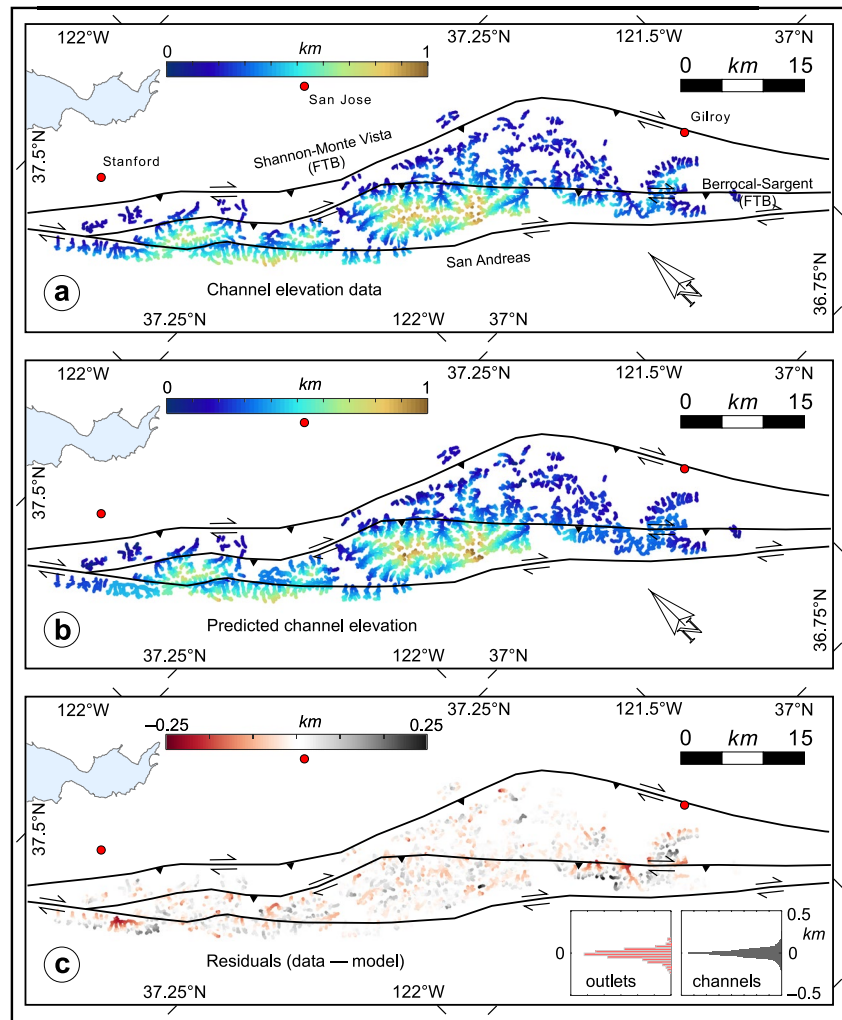 122°W
37.25°N
121.5°W
37°N
0
km
1
0
km
15
San Jose
Gilroy
37.5°N
Stanford
Shannon-Monte Vista
(FTB)
Berrocal-Sargent
(FTB)
San Andreas
a
Channel elevation data
N
36.75°N
37.25°N
122°W
37°N
122°W
37.25°N
121.5°W
37°N
0
km
1
0
km
15
37.5°N
b
Predicted channel elevation
N
36.75°N
37.25°N
122°W
37°N
122°W
37.25°N
121.5°W
37°N
–0.25
km
0.25
0
km
15
37.5°N
c
Residuals (data — model)
0
outlets
channels
0.5
km
0
–0.5
37.25°N
122°W
37°N